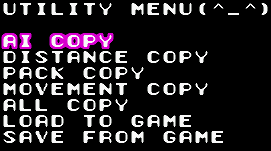 UTILITY MENU(^_^)
AI COPY
DISTANCE COPY
PACK COPY
MOVEMENT COPY
ALL COPY
LOAD TO GAME
SAVE FROM GAME